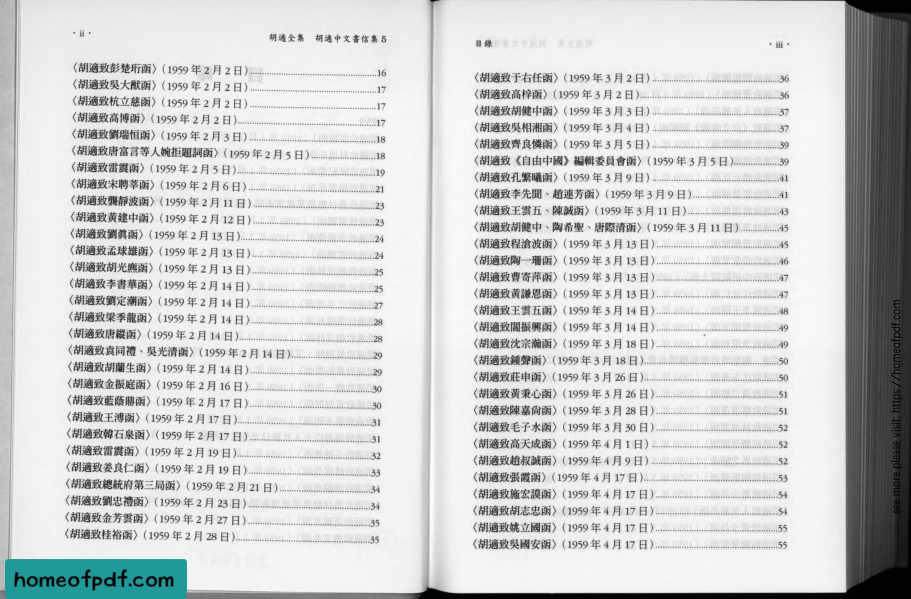 · ii ·
胡適全集　胡適中文書信集5
〈胡適致彭楚珩函〉（1959年2月2日）...16
〈胡適致吳大猷函〉（1959年2月2日）...17
〈胡適致杭立慈函〉（1959年2月2日）...17
〈胡適致高博函〉（1959年2月2日）...17
〈胡適致劉瑞恒函〉（1959年2月3日）...18
〈胡適致唐富言等人婉拒題詞函〉（1959年2月5日）...18
〈胡適致雷震函〉（1959年2月5日）...19
〈胡適致宋聘莘函〉（1959年2月6日）...21
〈胡適致龔靜波函〉（1959年2月11日）...23
〈胡適致黃建中函〉（1959年2月12日）...23
〈胡適致劉真函〉（1959年2月13日）...24
〈胡適致孟球雄函〉（1959年2月13日）...24
〈胡適致胡光麃函〉（1959年2月13日）...25
〈胡適致李書華函〉（1959年2月14日）...25
〈胡適致劉定潮函〉（1959年2月14日）...27
〈胡適致梁季龍函〉（1959年2月14日）...28
〈胡適致唐縱函〉（1959年2月14日）...28
〈胡適致袁同禮、吳光清函〉（1959年2月14日）...29
〈胡適致胡蘭生函〉（1959年2月14日）...29
〈胡適致金振庭函〉（1959年2月16日）...30
〈胡適致藍蔭鼎函〉（1959年2月17日）...30
〈胡適致王溥函〉（1959年2月17日）...31
〈胡適致韓石泉函〉（1959年2月17日）...31
〈胡適致雷震函〉（1959年2月19日）...32
〈胡適致姜良仁函〉（1959年2月19日）...33
〈胡適致總統府第三局函〉（1959年2月21日）...34
〈胡適致劉忠禮函〉（1959年2月23日）...34
〈胡適致金芳雲函〉（1959年2月27日）...35
〈胡適致桂裕函〉（1959年2月28日）...35
目錄
· iii ·
〈胡適致于右任函〉（1959年3月2日）...36
〈胡適致高梓函〉（1959年3月2日）...36
〈胡適致胡健中函〉（1959年3月3日）...37
〈胡適致吳相湘函〉（1959年3月4日）...37
〈胡適致齊良憐函〉（1959年3月5日）...39
〈胡適致《自由中國》編輯委員會函〉（1959年3月5日）...39
〈胡適致孔繁曦函〉（1959年3月9日）...41
〈胡適致李先聞、趙連芳函〉（1959年3月9日）...41
〈胡適致王雲五、陳誠函〉（1959年3月11日）...43
〈胡適致胡健中、陶希聖、唐際清函〉（1959年3月11日）...45
〈胡適致程滄波函〉（1959年3月13日）...45
〈胡適致陶一珊函〉（1959年3月13日）...46
〈胡適致曹寄萍函〉（1959年3月13日）...47
〈胡適致黃謙恩函〉（1959年3月13日）...47
〈胡適致王雲五函〉（1959年3月14日）...48
〈胡適致閻振興函〉（1959年3月14日）...49
〈胡適致沈宗瀚函〉（1959年3月18日）...49
〈胡適致鍾聲函〉（1959年3月18日）...50
〈胡適致莊申函〉（1959年3月26日）...50
〈胡適致黃秉心函〉（1959年3月26日）...51
〈胡適致陳嘉尚函〉（1959年3月28日）...51
〈胡適致毛子水函〉（1959年3月30日）...52
〈胡適致高天成函〉（1959年4月1日）...52
〈胡適致趙叔誠函〉（1959年4月9日）...52
〈胡適致張霞函〉（1959年4月17日）...53
〈胡適致施宏謨函〉（1959年4月17日）...54
〈胡適致胡志忠函〉（1959年4月17日）...54
〈胡適致姚立國函〉（1959年4月17日）...55
〈胡適致吳國安函〉（1959年4月17日）...55
homeofpdf.com
see more please visit: https://homeofpdf.com